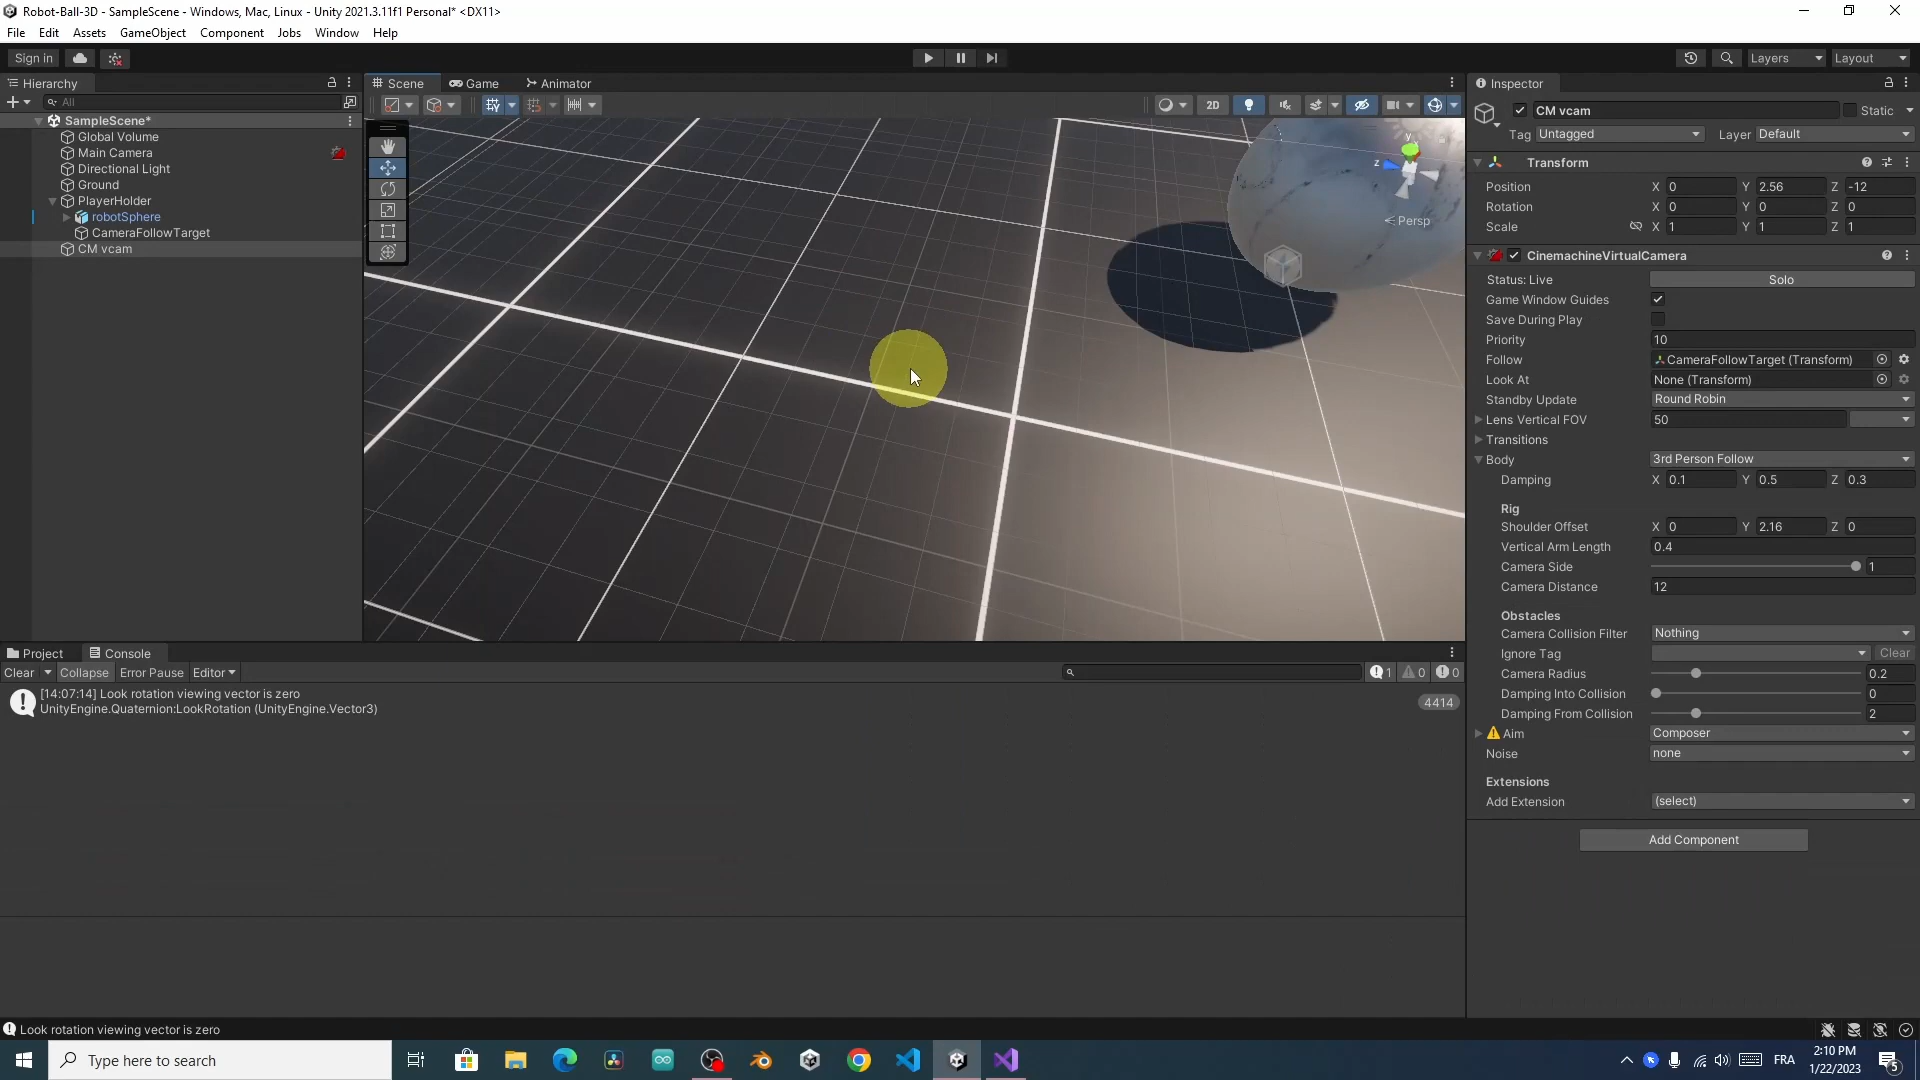 Robot-Ball-3D - SampleScene - Windows, Mac, Linux - Unity 2021.3.11f1 Personal* <DX11>
File Edit Assets GameObject Component Jobs Window Help
Sign in Layers Layout
Hierarchy
All
SampleScene*
Global Volume
Main Camera
Directional Light
Ground
PlayerHolder
robotSphere
CameraFollowTarget
CM vcam
Scene Game Animator
2D
y
z
Persp
Inspector
CM vcam Static
Tag Untagged Layer Default
Transform
Position X 0 Y 2.56 Z -12
Rotation X 0 Y 0 Z 0
Scale X 1 Y 1 Z 1
CinemachineVirtualCamera
Status: Live Solo
Game Window Guides
Save During Play
Priority 10
Follow CameraFollowTarget (Transform)
Look At None (Transform)
Standby Update Round Robin
Lens Vertical FOV 50
Transitions
Body 3rd Person Follow
Damping X 0.1 Y 0.5 Z 0.3
Rig
Shoulder Offset X 0 Y 2.16 Z 0
Vertical Arm Length 0.4
Camera Side 1
Camera Distance 12
Obstacles
Camera Collision Filter Nothing
Ignore Tag Clear
Camera Radius 0.2
Damping Into Collision 0
Damping From Collision 2
Aim Composer
Noise none
Extensions
Add Extension (select)
Add Component
Project Console
Clear Collapse Error Pause Editor 1 0 0
[14:07:14] Look rotation viewing vector is zero
UnityEngine.Quaternion:LookRotation (UnityEngine.Vector3)
4414
Look rotation viewing vector is zero
Type here to search
FRA
2:10 PM
1/22/2023
5